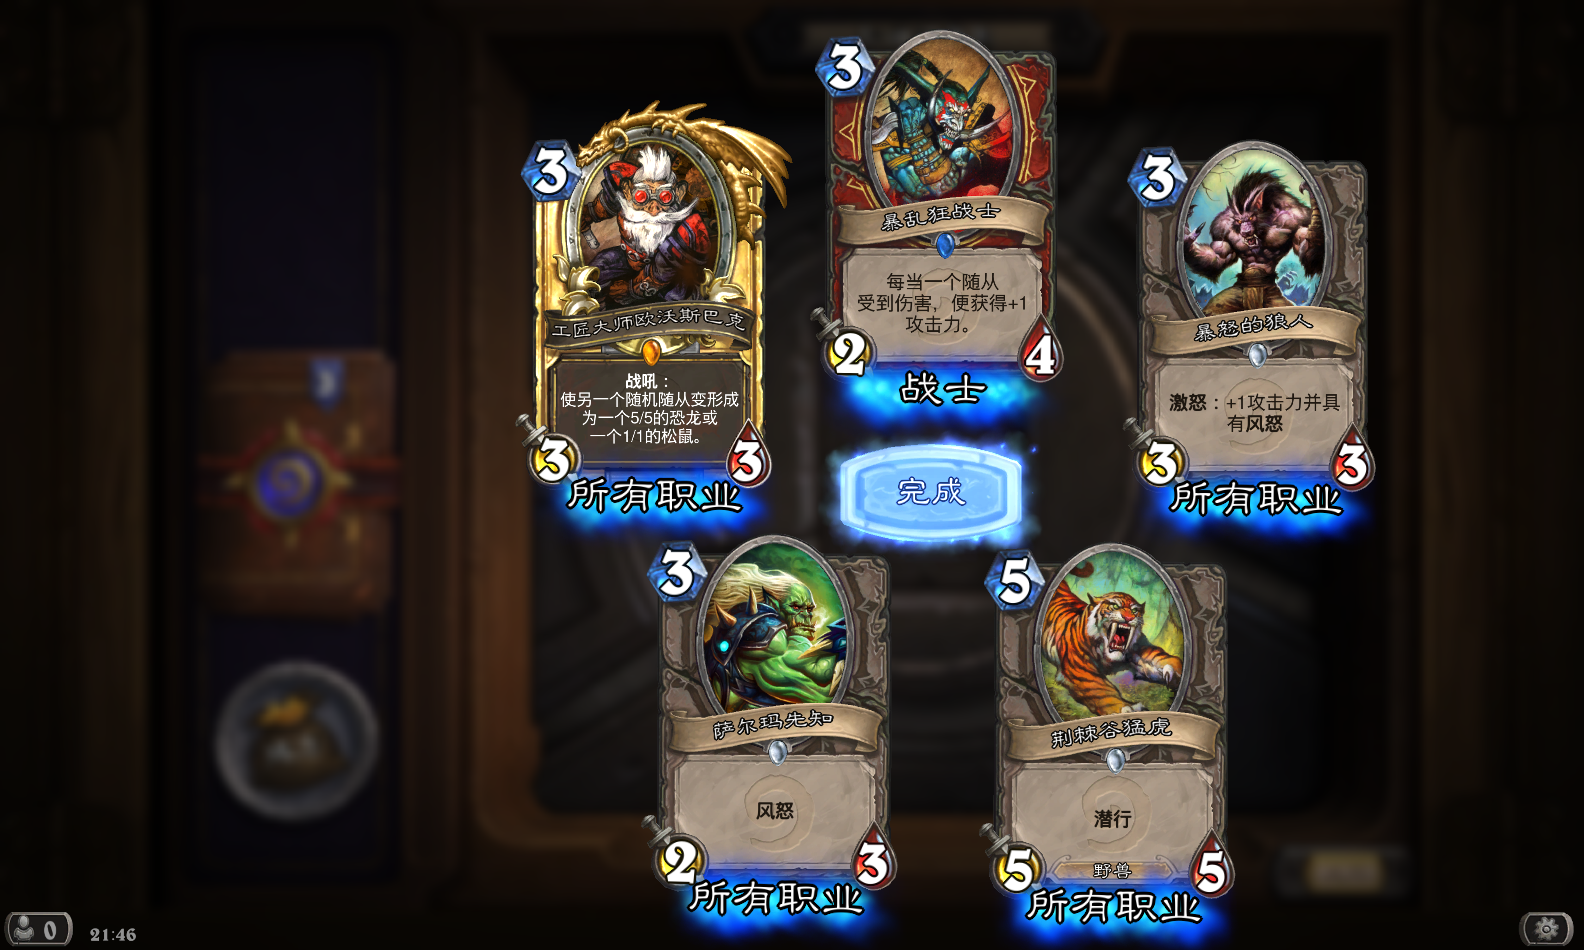 3
工匠大师欧沃斯巴克
战吼：
使另一个随机随从变形成
为一个5/5的恐龙或
一个1/1的松鼠。
3
3
所有职业
3
暴乱狂战士
每当一个随从
受到伤害，便获得+1
攻击力。
2
4
战士
3
暴怒的狼人
激怒：+1攻击力并具
有风怒
3
3
所有职业
完成
3
萨尔玛先知
风怒
2
3
所有职业
5
荆棘谷猛虎
潜行
野兽
5
5
所有职业
3
0
21:46